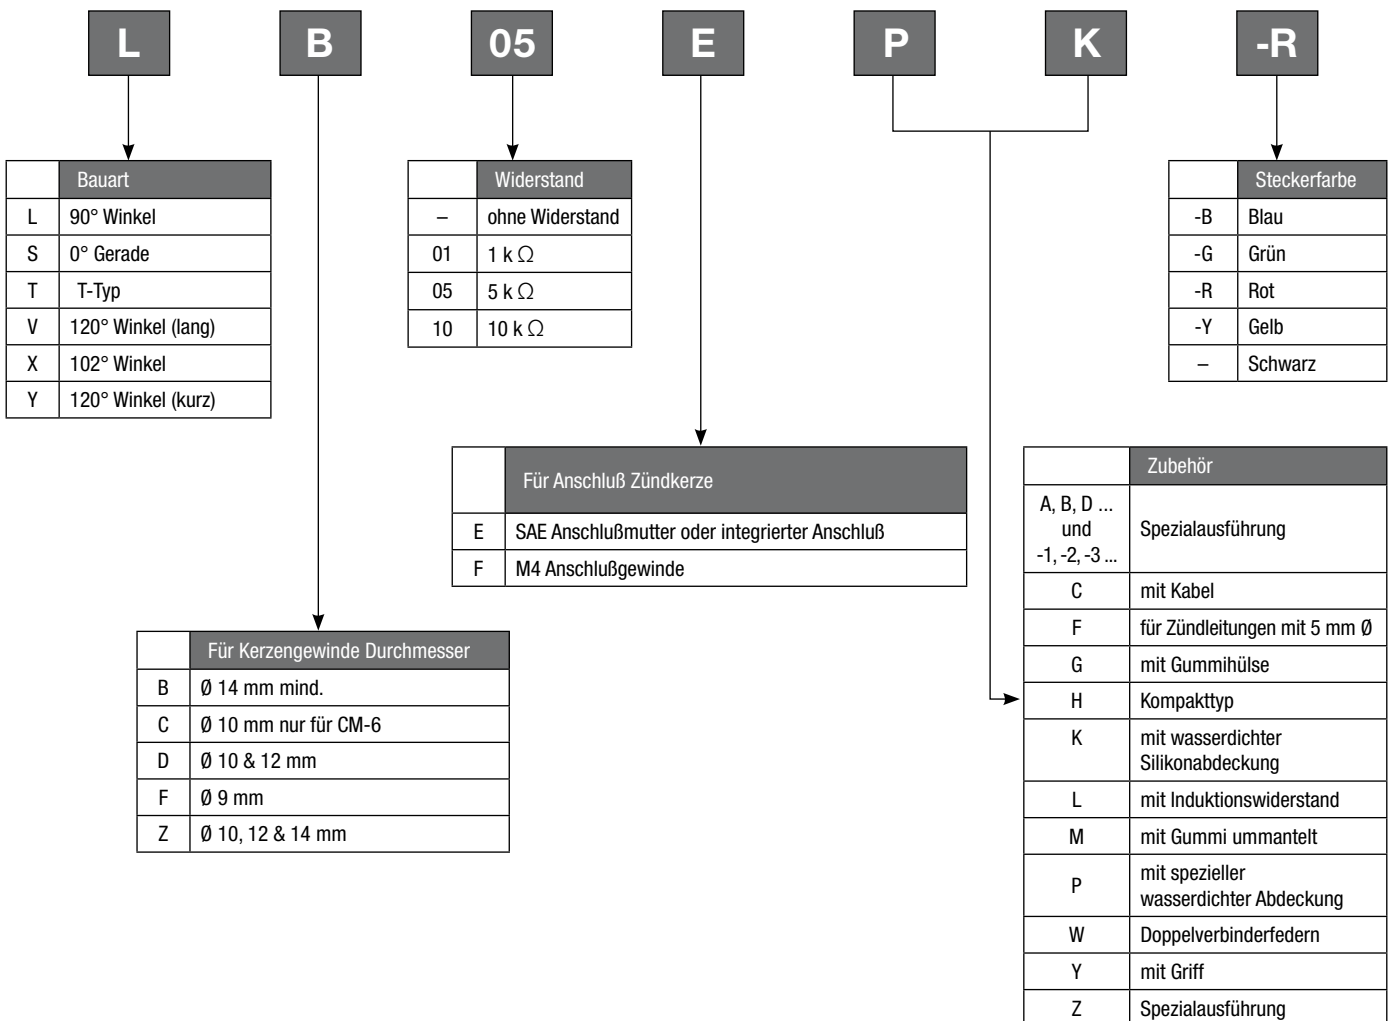 L B 05 E P K -R
Bauart
L 90° Winkel
S 0° Gerade
T T-Typ
V 120° Winkel (lang)
X 102° Winkel
Y 120° Winkel (kurz)
Widerstand
– ohne Widerstand
01 1 k Ω
05 5 k Ω
10 10 k Ω
Steckerfarbe
-B Blau
-G Grün
-R Rot
-Y Gelb
– Schwarz
Für Anschluß Zündkerze
E SAE Anschlußmutter oder integrierter Anschluß
F M4 Anschlußgewinde
Für Kerzengewinde Durchmesser
B Ø 14 mm mind.
C Ø 10 mm nur für CM-6
D Ø 10 & 12 mm
F Ø 9 mm
Z Ø 10, 12 & 14 mm
Zubehör
A, B, D ...
und
-1, -2, -3 ...
Spezialausführung
C mit Kabel
F für Zündleitungen mit 5 mm Ø
G mit Gummihülse
H Kompakttyp
K mit wasserdichter
Silikonabdeckung
L mit Induktionswiderstand
M mit Gummi ummantelt
P mit spezieller
wasserdichter Abdeckung
W Doppelverbinderfedern
Y mit Griff
Z Spezialausführung